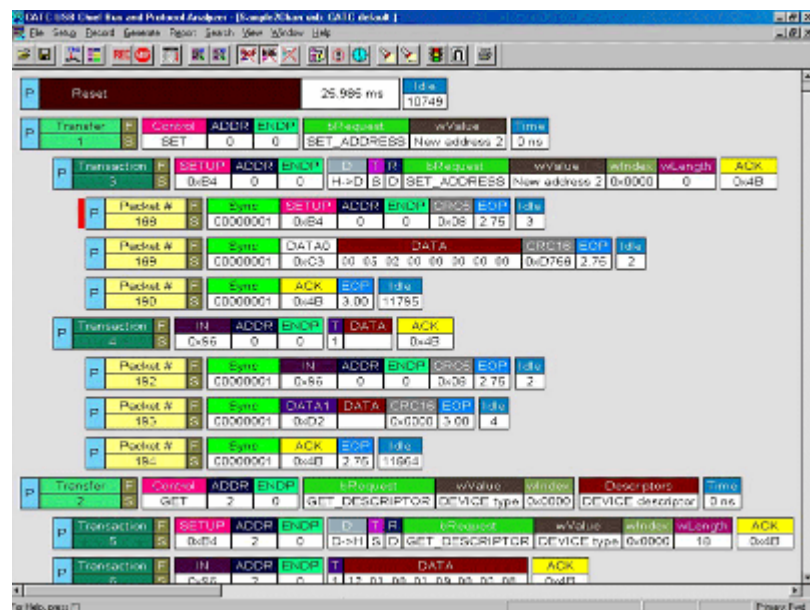 CATC USB Chief Bus and Protocol Analyzer - [Sample2Chan.usb: CATC default ]
File Setup Record Generate Report Search View Window Help
P Reset 26.986 ms Idle 10749
P Transfer F Control ADDR ENDP bRequest wValue Time
1 S SET 0 0 SET_ADDRESS New address 2 0 ns
P Transaction F SETUP ADDR ENDP D T R bRequest wValue wIndex wLength ACK
3 S 0xB4 0 0 H->D S D SET_ADDRESS New address 2 0x0000 0 0x4B
P Packet # F Sync SETUP ADDR ENDP CRC5 EOP Idle
188 S 00000001 0xB4 0 0 0x08 2.75 3
P Packet # F Sync DATA0 DATA CRC16 EOP Idle
189 S 00000001 0xC3 00 05 02 00 00 00 00 00 0xD768 2.75 2
P Packet # F Sync ACK EOP Idle
190 S 00000001 0x4B 3.00 11795
P Transaction F IN ADDR ENDP T DATA ACK
4 S 0x96 0 0 1 0x4B
P Packet # F Sync IN ADDR ENDP CRC5 EOP Idle
192 S 00000001 0x96 0 0 0x08 2.75 2
P Packet # F Sync DATA1 DATA CRC16 EOP Idle
193 S 00000001 0xD2 0x0000 3.00 4
P Packet # F Sync ACK EOP Idle
194 S 00000001 0x4B 2.75 11664
P Transfer F Control ADDR ENDP bRequest wValue wIndex Descriptors Time
2 S GET 2 0 GET_DESCRIPTOR DEVICE type 0x0000 DEVICE descriptor 0 ns
P Transaction F SETUP ADDR ENDP D T R bRequest wValue wIndex wLength ACK
5 S 0xB4 2 0 D->H S D GET_DESCRIPTOR DEVICE type 0x0000 18 0x4B
P Transaction F IN ADDR ENDP T DATA ACK
6 S 0x96 2 0 1 0x4B
For Help, press F1